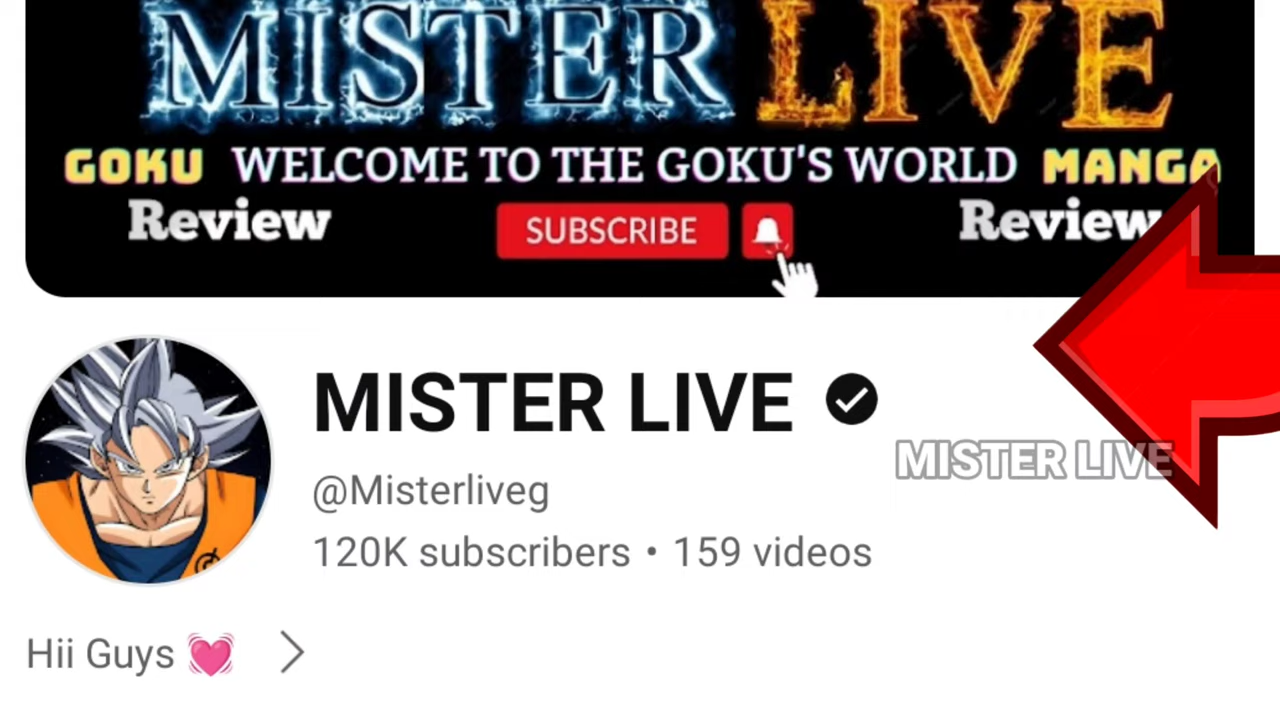 MISTER LIVE
GOKU WELCOME TO THE GOKU'S WORLD MANGA
Review SUBSCRIBE Review
MISTER LIVE
MISTER LIVE
@Misterliveg
120K subscribers • 159 videos
Hii Guys 💓